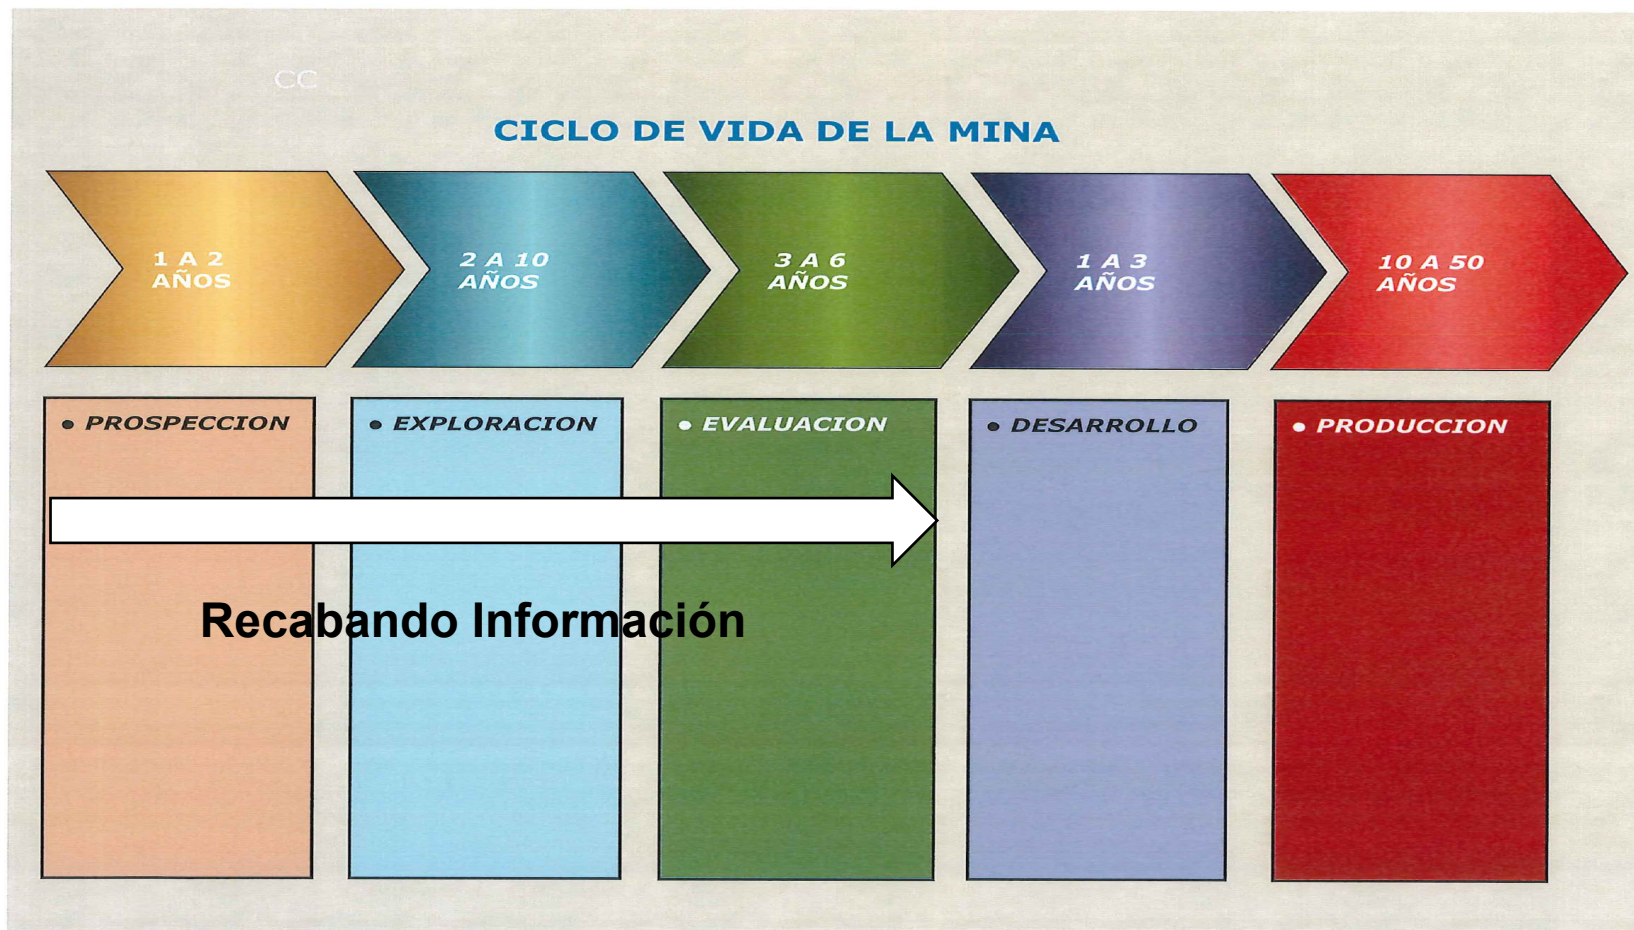 CC
CICLO DE VIDA DE LA MINA
1 A 2
AÑOS
2 A 10
AÑOS
3 A 6
AÑOS
1 A 3
AÑOS
10 A 50
AÑOS
• PROSPECCION
• EXPLORACION
• EVALUACION
• DESARROLLO
• PRODUCCION
Recabando Información